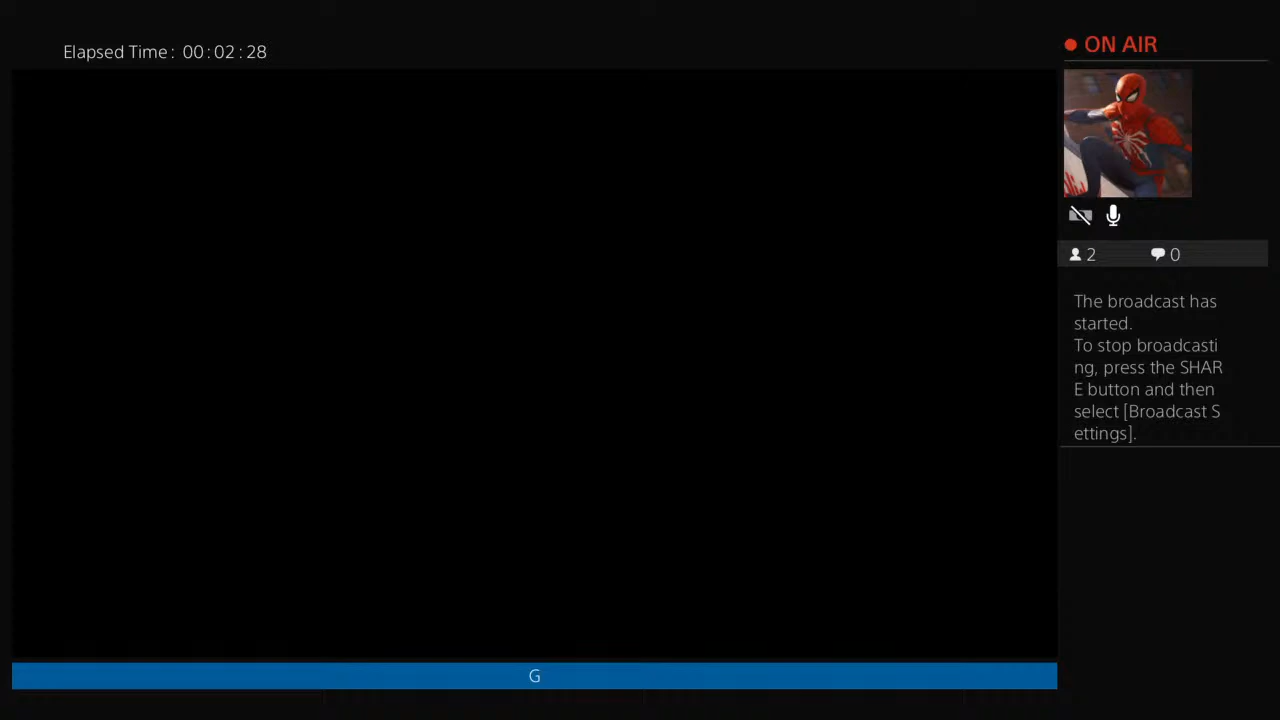 Elapsed Time: 00:02:28
ON AIR
2 0
The broadcast has
started.
To stop broadcasti
ng, press the SHAR
E button and then
select [Broadcast S
ettings].
G